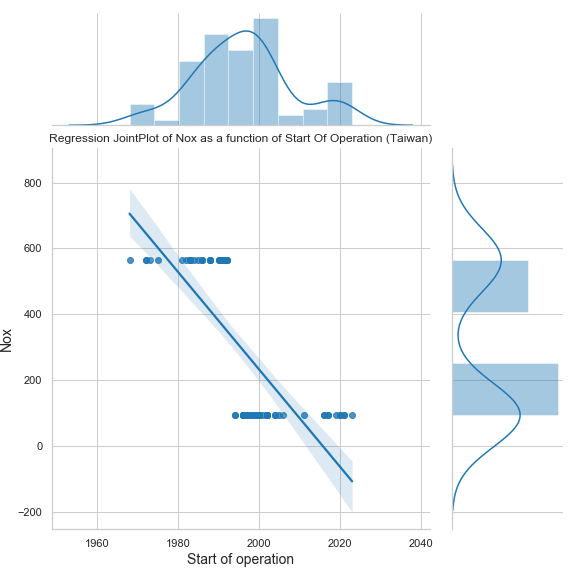 Regression JointPlot of Nox as a function of Start Of Operation (Taiwan)
800
600
400
200
0
−200
Nox
1960 1980 2000 2020 2040
Start of operation